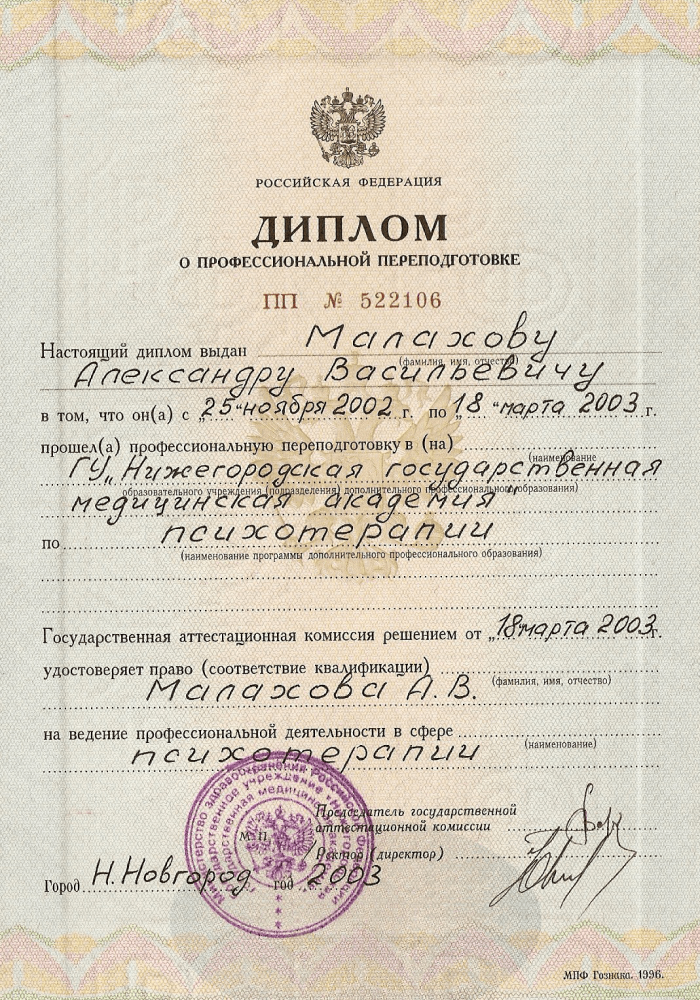 РОССИЙСКАЯ ФЕДЕРАЦИЯ
ДИПЛОМ
О ПРОФЕССИОНАЛЬНОЙ ПЕРЕПОДГОТОВКЕ
ПП № 522106
Настоящий диплом выдан Малахову
(фамилия, имя, отчество)
Александру Васильевичу
в том, что он(а) с „25“ ноября 2002 г. по „18“ марта 2003 г.
прошел(а) профессиональную переподготовку в (на)
(наименование
ГУ „Нижегородская государственная
образовательного учреждения (подразделения) дополнительного профессионального образования)
медицинская академия"
по психотерапии
(наименование программы дополнительного профессионального образования)
Государственная аттестационная комиссия решением от „18“ марта 2003г.
удостоверяет право (соответствие квалификации)
(фамилия, имя, отчество)
Малахова А.В.
на ведение профессиональной деятельности в сфере
(наименование)
психотерапии
Председатель государственной
аттестационной комиссии
М. П.
Ректор (директор)
Город Н.Новгород год 2003
МПФ Гознака. 1996.